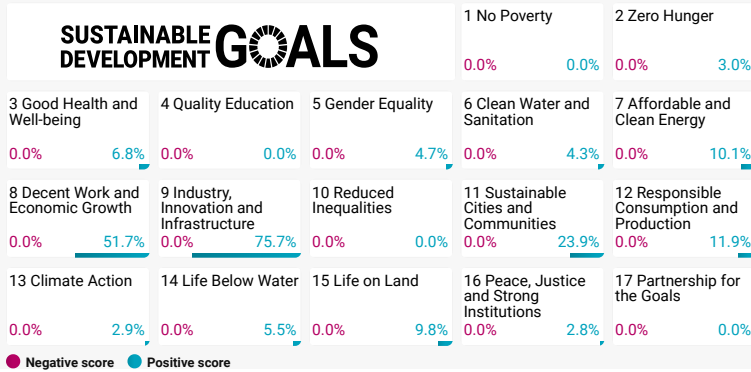 SUSTAINABLE
DEVELOPMENT
GOALS
1 No Poverty
0.0% 0.0%
2 Zero Hunger
0.0% 3.0%
3 Good Health and
Well-being
0.0% 6.8%
4 Quality Education
0.0% 0.0%
5 Gender Equality
0.0% 4.7%
6 Clean Water and
Sanitation
0.0% 4.3%
7 Affordable and
Clean Energy
0.0% 10.1%
8 Decent Work and
Economic Growth
0.0% 51.7%
9 Industry,
Innovation and
Infrastructure
0.0% 75.7%
10 Reduced
Inequalities
0.0% 0.0%
11 Sustainable
Cities and
Communities
0.0% 23.9%
12 Responsible
Consumption and
Production
0.0% 11.9%
13 Climate Action
0.0% 2.9%
14 Life Below Water
0.0% 5.5%
15 Life on Land
0.0% 9.8%
16 Peace, Justice
and Strong
Institutions
0.0% 2.8%
17 Partnership for
the Goals
0.0% 0.0%
Negative score Positive score